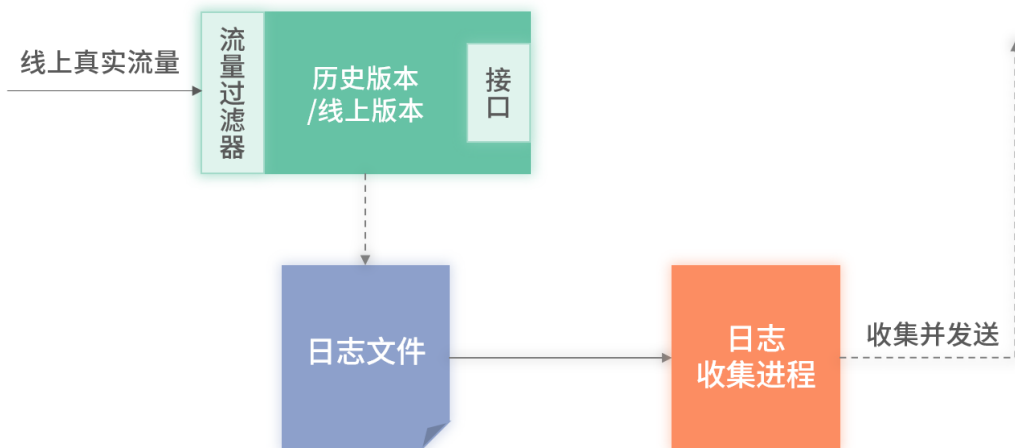 线上真实流量
流量过滤器
历史版本
/线上版本
接口
日志文件
日志
收集进程
收集并发送